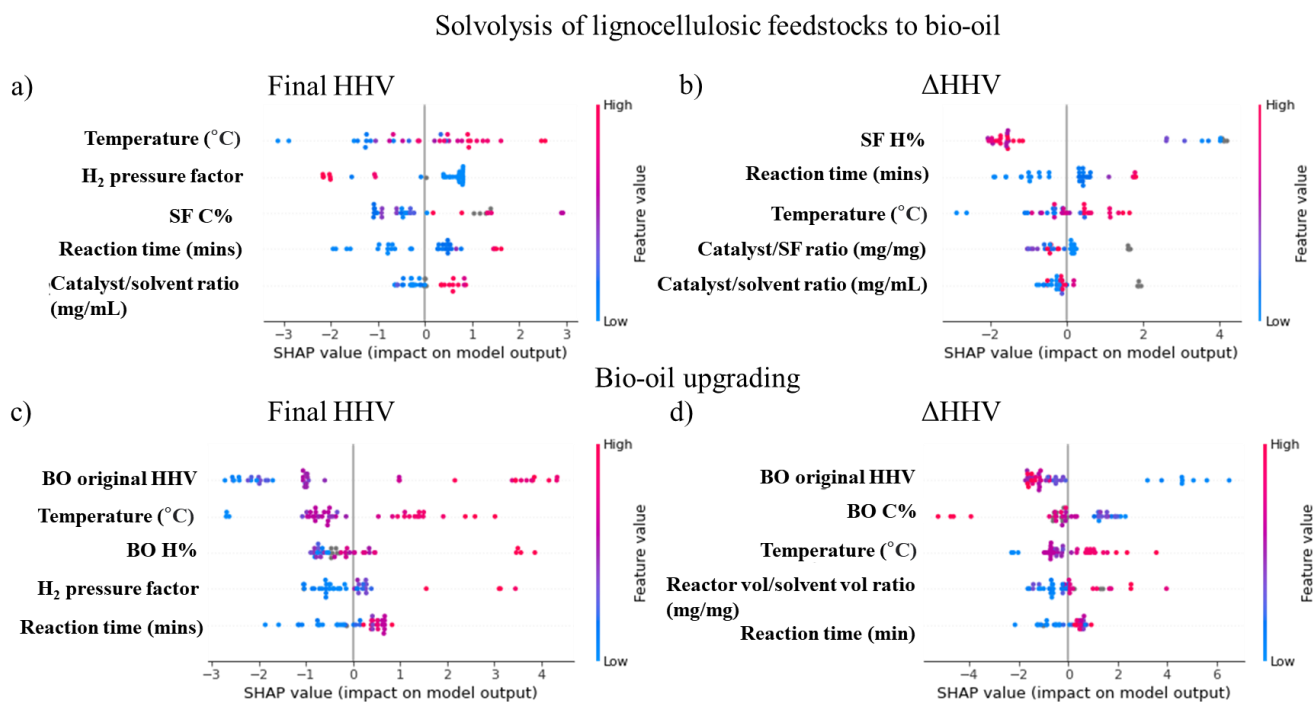 Solvolysis of lignocellulosic feedstocks to bio-oil
a)
Final HHV
High
Temperature (°C)
H₂ pressure factor
SF C%
Reaction time (mins)
Catalyst/solvent ratio
(mg/mL)
Feature value
Low
−3 −2 −1 0 1 2 3
SHAP value (impact on model output)
b)
ΔHHV
High
SF H%
Reaction time (mins)
Temperature (°C)
Catalyst/SF ratio (mg/mg)
Catalyst/solvent ratio (mg/mL)
Feature value
Low
−2 0 2 4
SHAP value (impact on model output)
Bio-oil upgrading
c)
Final HHV
High
BO original HHV
Temperature (°C)
BO H%
H₂ pressure factor
Reaction time (mins)
Feature value
Low
−3 −2 −1 0 1 2 3 4
SHAP value (impact on model output)
d)
ΔHHV
High
BO original HHV
BO C%
Temperature (°C)
Reactor vol/solvent vol ratio
(mg/mg)
Reaction time (min)
Feature value
Low
−4 −2 0 2 4 6
SHAP value (impact on model output)